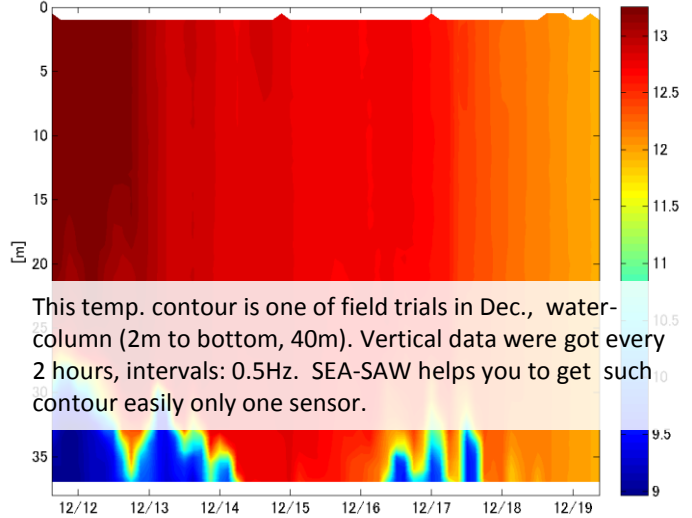 0
5
10
15
20
25
30
35
[m]
12/12 12/13 12/14 12/15 12/16 12/17 12/18 12/19
13
12.5
12
11.5
11
10.5
10
9.5
9
This temp. contour is one of field trials in Dec., water-
column (2m to bottom, 40m). Vertical data were got every
2 hours, intervals: 0.5Hz. SEA-SAW helps you to get such
contour easily only one sensor.